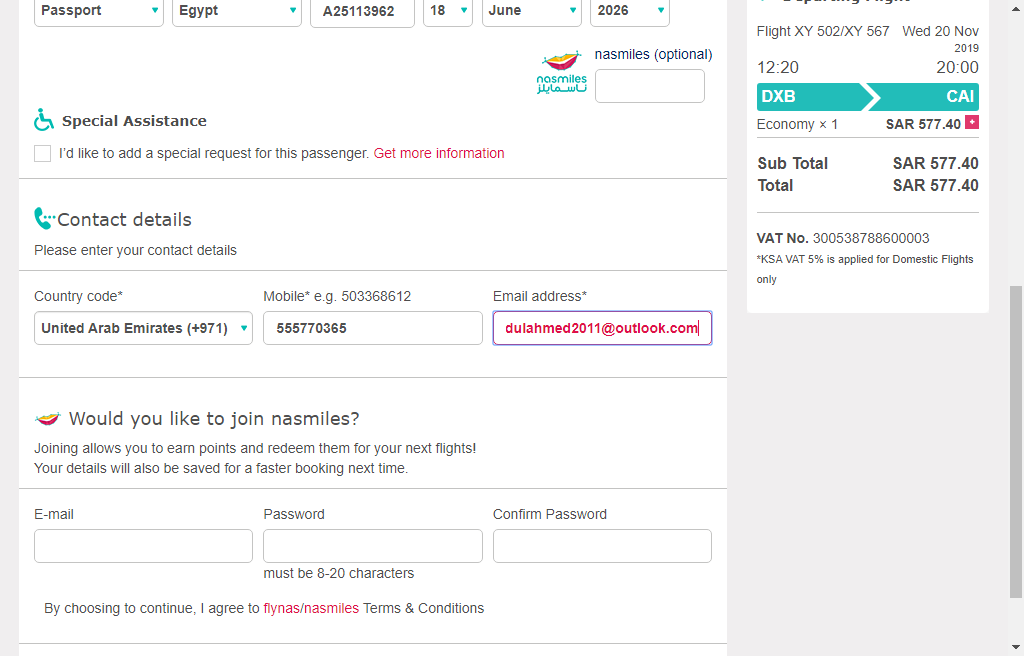 Passport Egypt A25113962 18 June 2026
nasmiles (optional)
nasmiles
ناسمايلز
Special Assistance
I'd like to add a special request for this passenger. Get more information
Contact details
Please enter your contact details
Country code* Mobile* e.g. 503368612 Email address*
United Arab Emirates (+971) 555770365 dulahmed2011@outlook.com
Would you like to join nasmiles?
Joining allows you to earn points and redeem them for your next flights!
Your details will also be saved for a faster booking next time.
E-mail Password Confirm Password
must be 8-20 characters
By choosing to continue, I agree to flynas/nasmiles Terms & Conditions
Departing Flight
Flight XY 502/XY 567 Wed 20 Nov
2019
12:20 20:00
DXB CAI
Economy × 1 SAR 577.40 +
Sub Total SAR 577.40
Total SAR 577.40
VAT No. 300538788600003
*KSA VAT 5% is applied for Domestic Flights
only